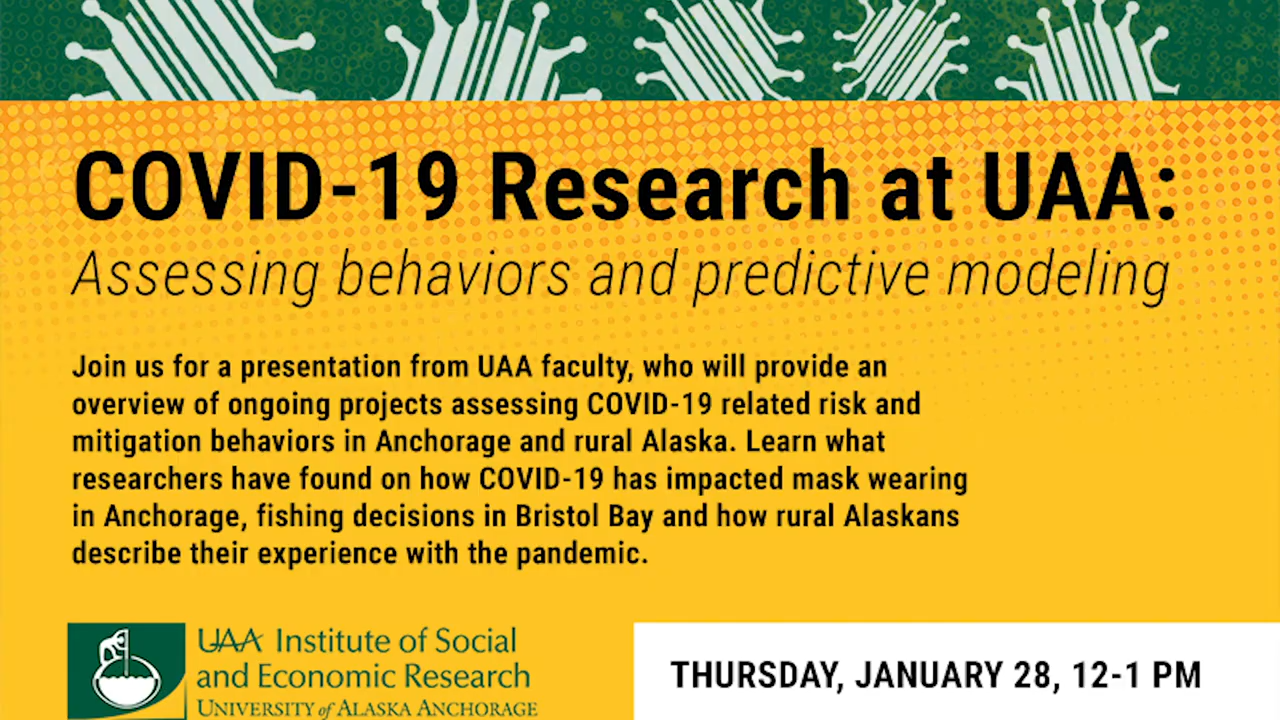 COVID-19 Research at UAA:
Assessing behaviors and predictive modeling
Join us for a presentation from UAA faculty, who will provide an
overview of ongoing projects assessing COVID-19 related risk and
mitigation behaviors in Anchorage and rural Alaska. Learn what
researchers have found on how COVID-19 has impacted mask wearing
in Anchorage, fishing decisions in Bristol Bay and how rural Alaskans
describe their experience with the pandemic.
UAA Institute of Social
and Economic Research
UNIVERSITY of ALASKA ANCHORAGE
THURSDAY, JANUARY 28, 12-1 PM